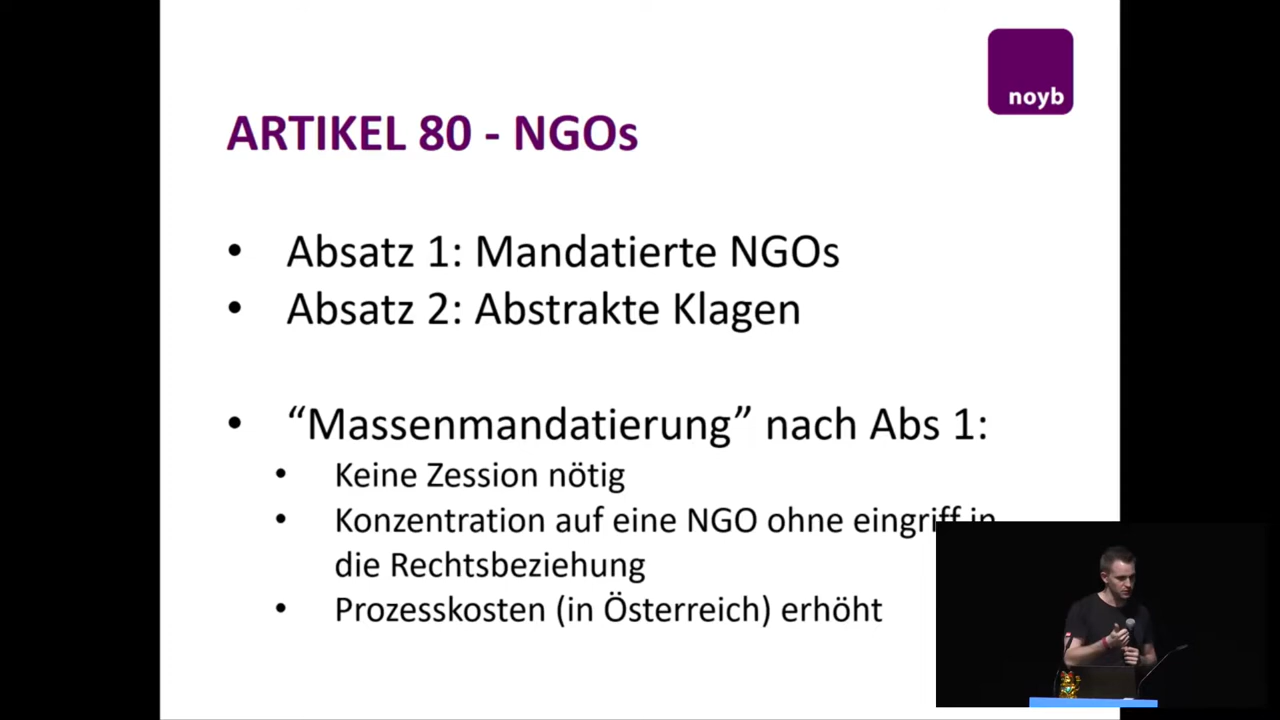 noyb
ARTIKEL 80 - NGOs
• Absatz 1: Mandatierte NGOs
• Absatz 2: Abstrakte Klagen
• “Massenmandatierung” nach Abs 1:
• Keine Zession nötig
• Konzentration auf eine NGO ohne eingriff in
die Rechtsbeziehung
• Prozesskosten (in Österreich) erhöht